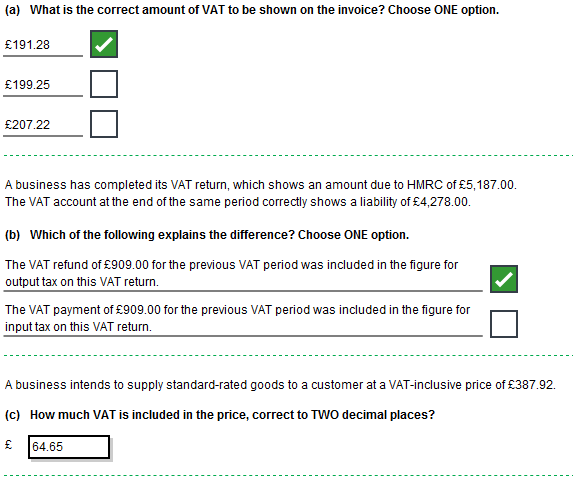 (a) What is the correct amount of VAT to be shown on the invoice? Choose ONE option.
£191.28
£199.25
£207.22
A business has completed its VAT return, which shows an amount due to HMRC of £5,187.00.
The VAT account at the end of the same period correctly shows a liability of £4,278.00.
(b) Which of the following explains the difference? Choose ONE option.
The VAT refund of £909.00 for the previous VAT period was included in the figure for
output tax on this VAT return.
The VAT payment of £909.00 for the previous VAT period was included in the figure for
input tax on this VAT return.
A business intends to supply standard-rated goods to a customer at a VAT-inclusive price of £387.92.
(c) How much VAT is included in the price, correct to TWO decimal places?
£ 64.65